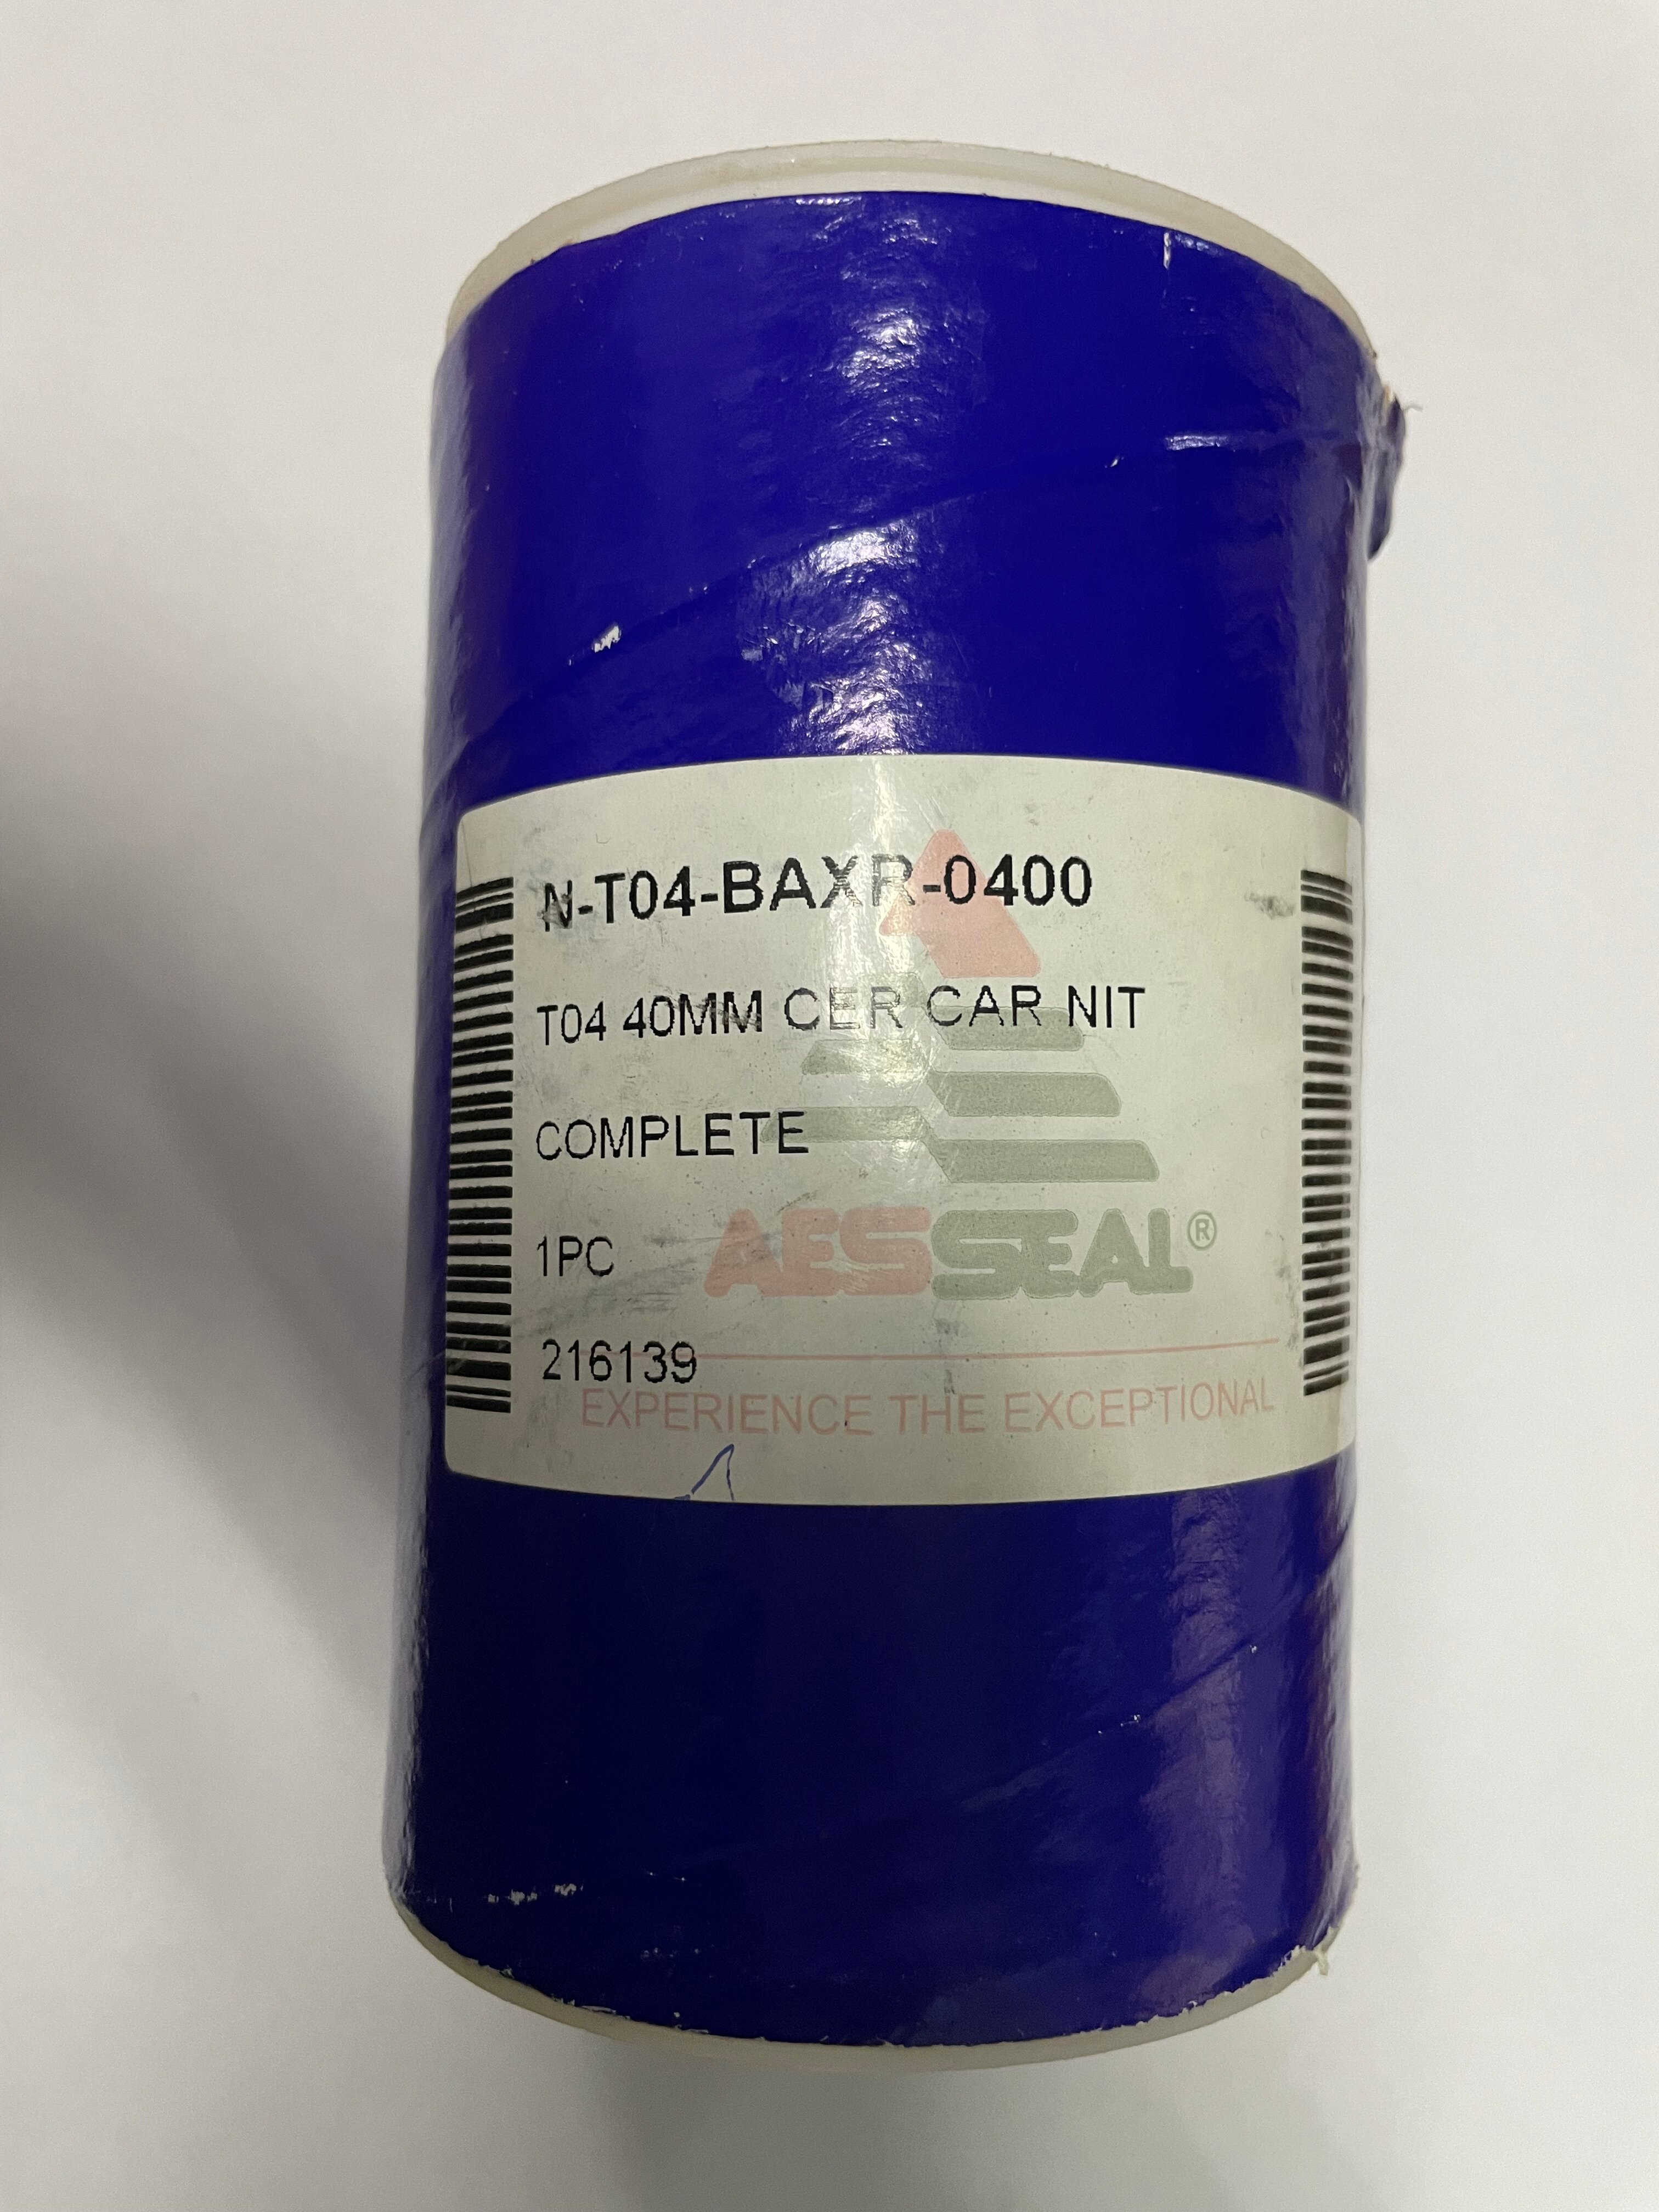 N-T04-BAXR-0400
T04 40MM CER CAR NIT
COMPLETE
1PC
AESSEAL®
216139
EXPERIENCE THE EXCEPTIONAL